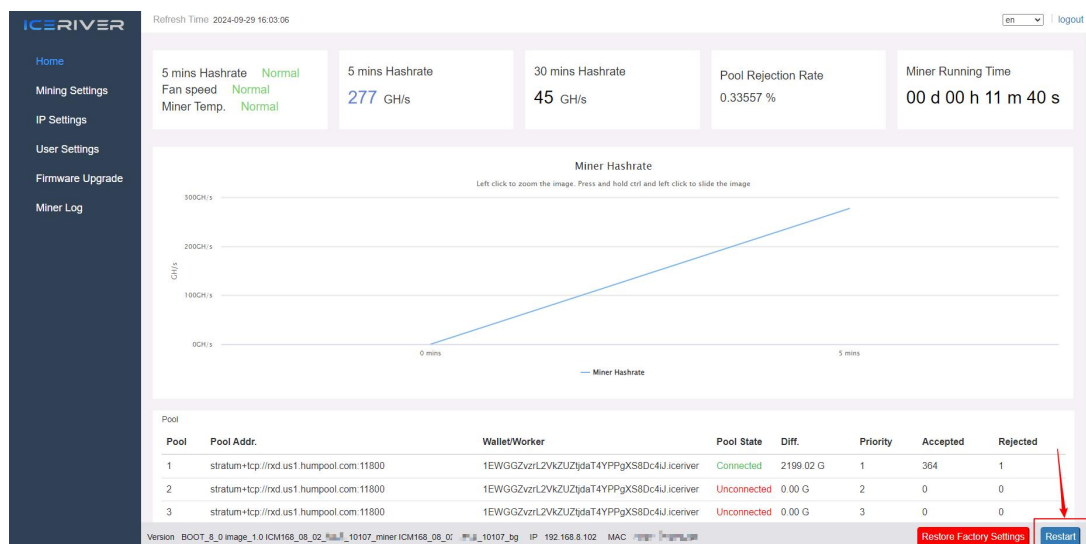 ICERIVER
Refresh Time 2024-09-29 16:03:06
en
logout
Home
Mining Settings
IP Settings
User Settings
Firmware Upgrade
Miner Log
5 mins Hashrate Normal
Fan speed Normal
Miner Temp. Normal
5 mins Hashrate
277 GH/s
30 mins Hashrate
45 GH/s
Pool Rejection Rate
0.33557 %
Miner Running Time
00 d 00 h 11 m 40 s
Miner Hashrate
Left click to zoom the image. Press and hold ctrl and left click to slide the image
300GH/s
200GH/s
100GH/s
0GH/s
GH/s
0 mins
5 mins
Miner Hashrate
Pool
Pool Pool Addr. Wallet/Worker Pool State Diff. Priority Accepted Rejected
1 stratum+tcp://rxd.us1.humpool.com:11800 1EWGGZvzrL2VkZUZtjdaT4YPPgXS8Dc4iJ.iceriver Connected 2199.02 G 1 364 1
2 stratum+tcp://rxd.us1.humpool.com:11800 1EWGGZvzrL2VkZUZtjdaT4YPPgXS8Dc4iJ.iceriver Unconnected 0.00 G 2 0 0
3 stratum+tcp://rxd.us1.humpool.com:11800 1EWGGZvzrL2VkZUZtjdaT4YPPgXS8Dc4iJ.iceriver Unconnected 0.00 G 3 0 0
Version BOOT_8_0 image_1.0 ICM168_08_02_ _10107_miner ICM168_08_0 _10107_bg IP 192.168.8.102 MAC
Restore Factory Settings
Restart